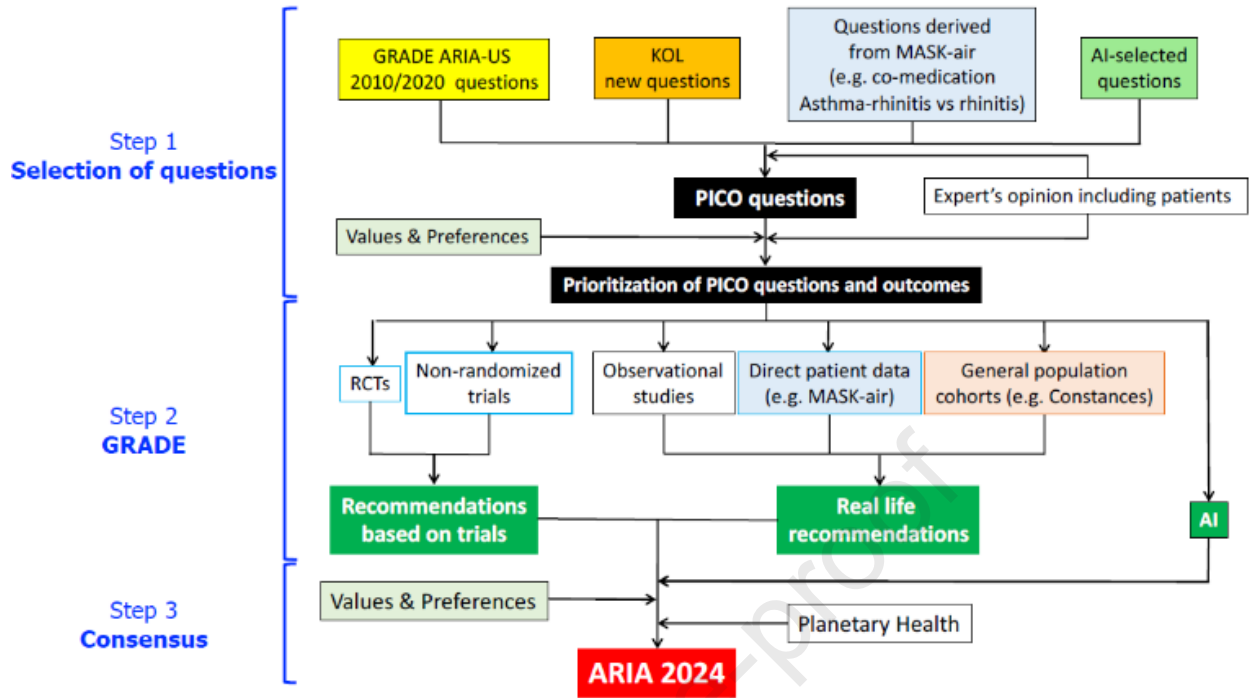 GRADE ARIA-US
2010/2020 questions
KOL
new questions
Questions derived
from MASK-air
(e.g. co-medication
Asthma-rhinitis vs rhinitis)
AI-selected
questions
Step 1
Selection of questions
PICO questions
Expert's opinion including patients
Values & Preferences
Prioritization of PICO questions and outcomes
RCTs
Non-randomized
trials
Observational
studies
Direct patient data
(e.g. MASK-air)
General population
cohorts (e.g. Constances)
Step 2
GRADE
Recommendations
based on trials
Real life
recommendations
AI
Step 3
Consensus
Values & Preferences
Planetary Health
ARIA 2024
-proof